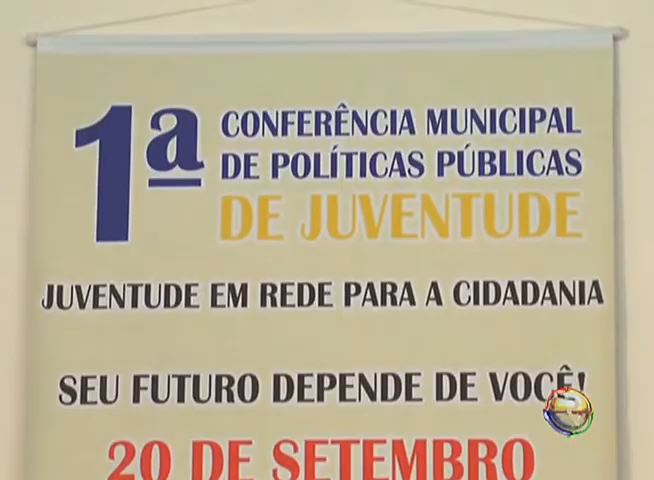 1ª CONFERÊNCIA MUNICIPAL
DE POLÍTICAS PÚBLICAS
DE JUVENTUDE
JUVENTUDE EM REDE PARA A CIDADANIA
SEU FUTURO DEPENDE DE VOCÊ!
20 DE SETEMBRO